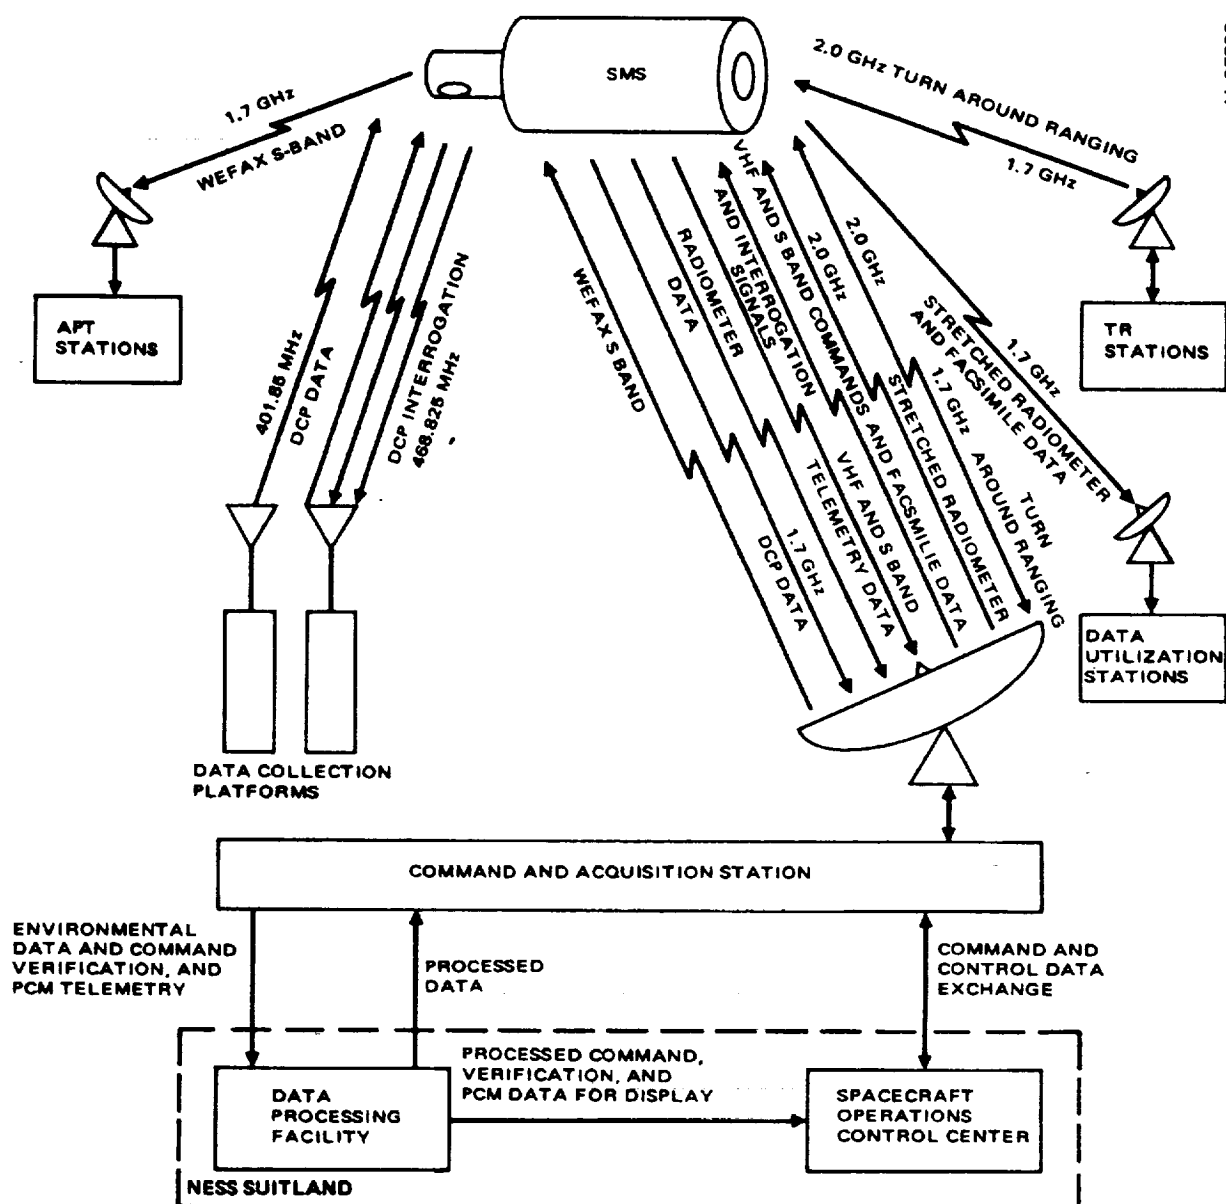 SMS
1.7 GHz
WEFAX S-BAND
2.0 GHz TURN AROUND RANGING
1.7 GHz
APT
STATIONS
TR
STATIONS
401.85 MHz
DCP DATA
DCP INTERROGATION
468.825 MHz
WEFAX S BAND
RADIOMETER
DATA
VHF AND S BAND COMMANDS
AND INTERROGATION
SIGNALS
2.0 GHz
2.0 GHz
1.7 GHz
STRETCHED RADIOMETER
AND FACSIMILE DATA
1.7 GHz
DCP DATA
TELEMETRY DATA
VHF AND S BAND
AND FACSMILIE DATA
STRETCHED RADIOMETER
1.7 GHz
TURN
AROUND RANGING
DATA
UTILIZATION
STATIONS
DATA COLLECTION
PLATFORMS
COMMAND AND ACQUISITION STATION
ENVIRONMENTAL
DATA AND COMMAND
VERIFICATION, AND
PCM TELEMETRY
PROCESSED
DATA
COMMAND AND
CONTROL DATA
EXCHANGE
PROCESSED COMMAND,
VERIFICATION, AND
PCM DATA FOR DISPLAY
DATA
PROCESSING
FACILITY
SPACECRAFT
OPERATIONS
CONTROL CENTER
NESS SUITLAND